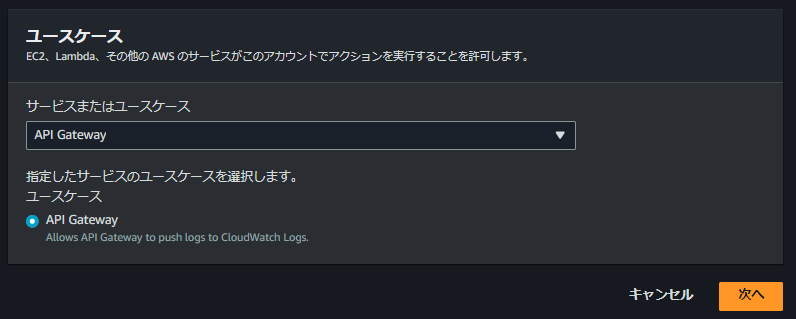 ユースケース
EC2、Lambda、その他の AWS のサービスがこのアカウントでアクションを実行することを許可します。
サービスまたはユースケース
API Gateway
指定したサービスのユースケースを選択します。
ユースケース
API Gateway
Allows API Gateway to push logs to CloudWatch Logs.
キャンセル 次へ